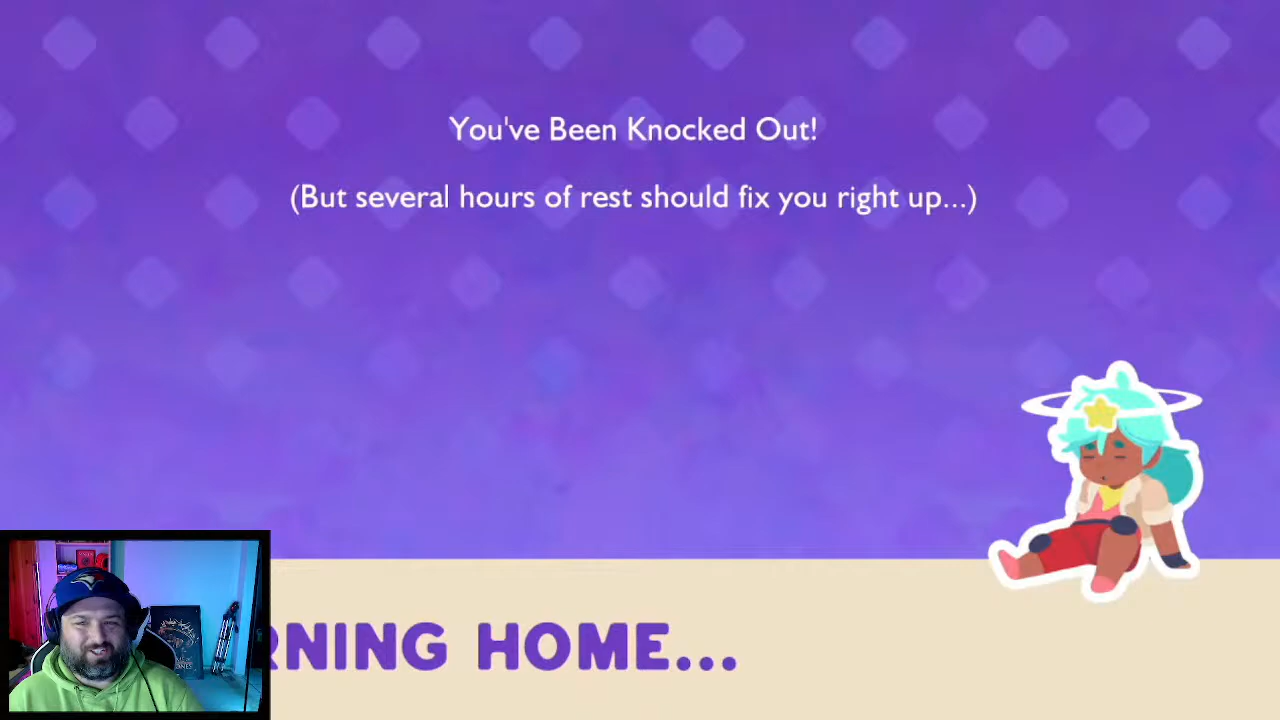 You've Been Knocked Out!
(But several hours of rest should fix you right up...)
RNING HOME...